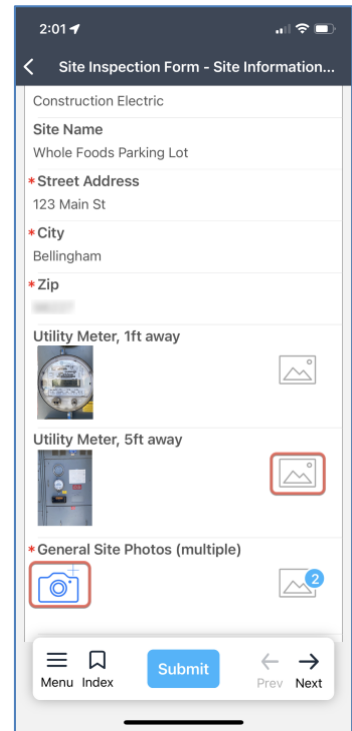 2:01
Site Inspection Form - Site Information...
Construction Electric
Site Name
Whole Foods Parking Lot
*Street Address
123 Main St
*City
Bellingham
*Zip
Utility Meter, 1ft away
Utility Meter, 5ft away
*General Site Photos (multiple)
2
Menu Index Submit Prev Next